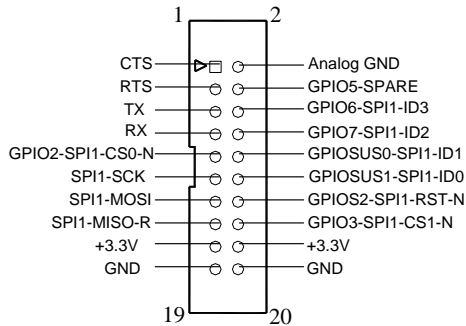 1 2
CTS Analog GND
RTS GPIO5-SPARE
TX GPIO6-SPI1-ID3
RX GPIO7-SPI1-ID2
GPIO2-SPI1-CS0-N GPIOSUS0-SPI1-ID1
SPI1-SCK GPIOSUS1-SPI1-ID0
SPI1-MOSI GPIOS2-SPI1-RST-N
SPI1-MISO-R GPIO3-SPI1-CS1-N
+3.3V +3.3V
GND GND
19 20